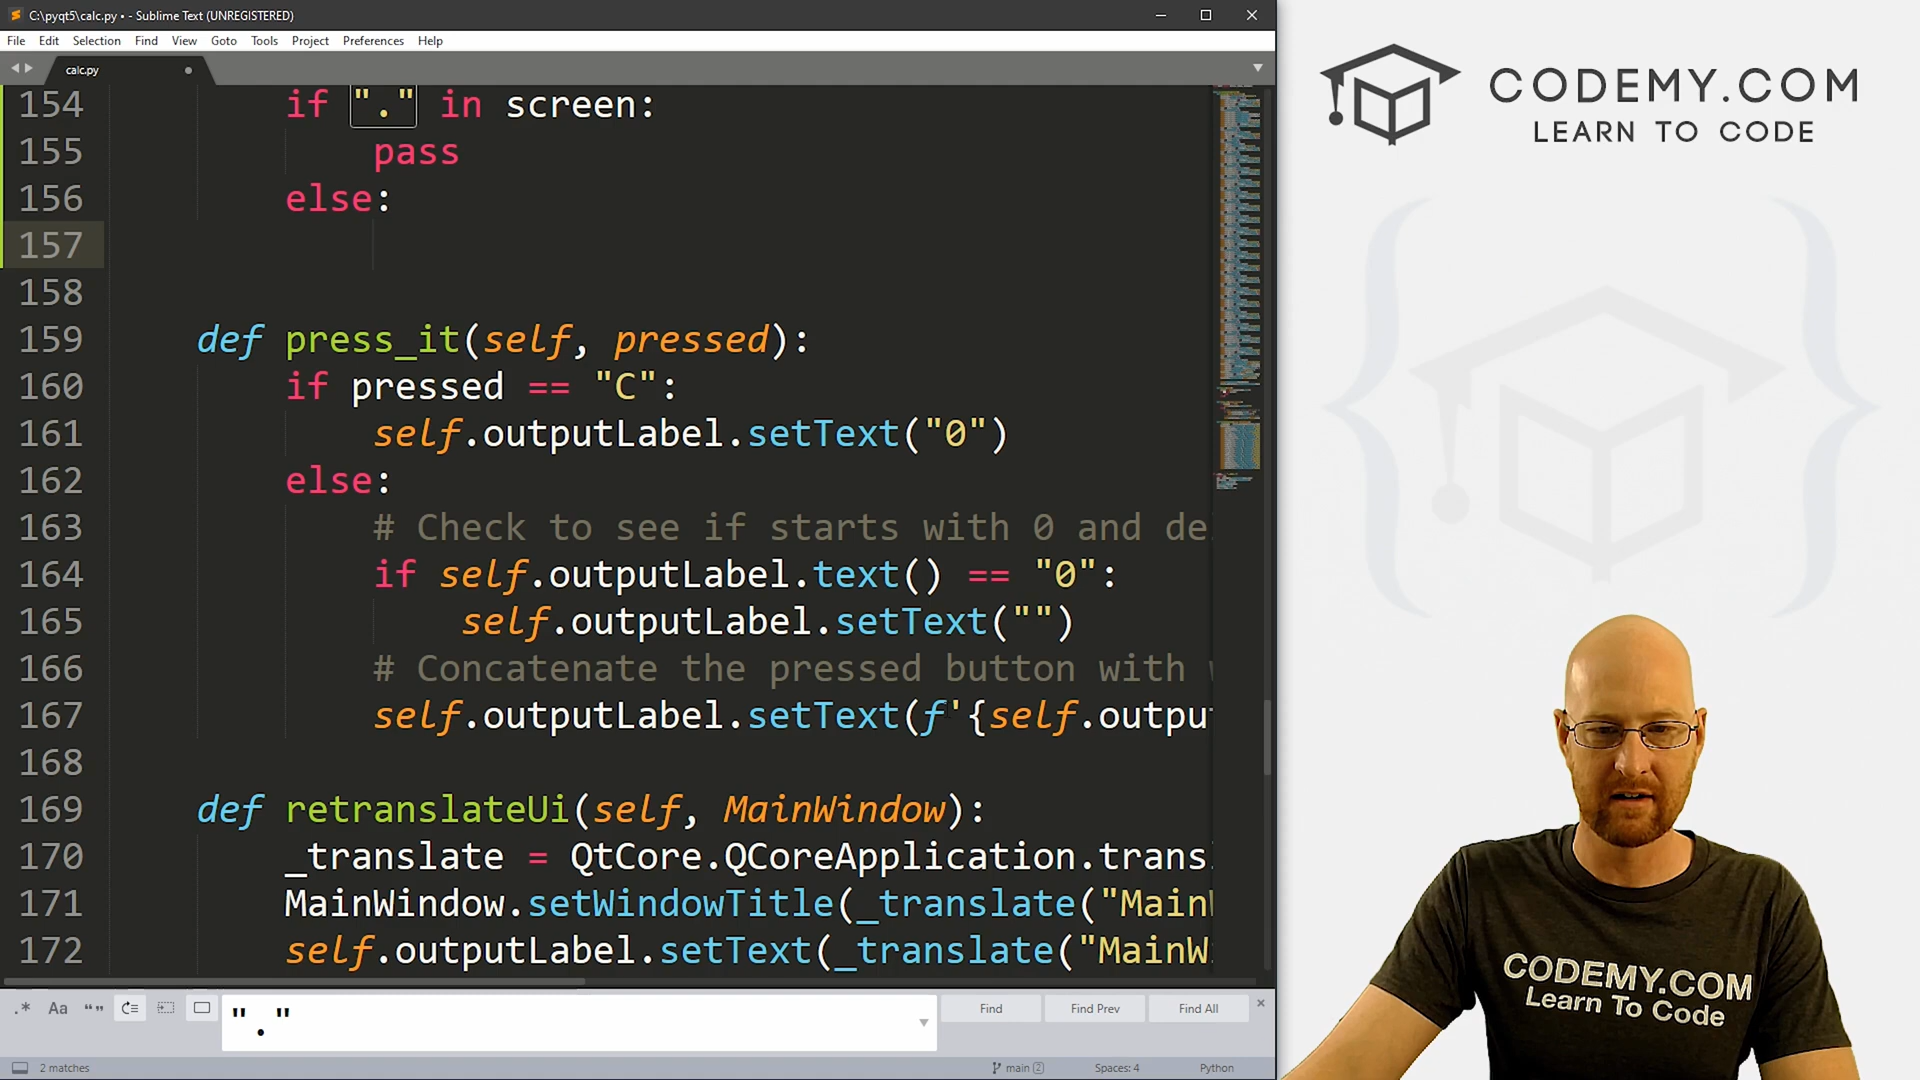 C:\pyqt5\calc.py • - Sublime Text (UNREGISTERED)
File Edit Selection Find View Goto Tools Project Preferences Help
calc.py
154 if "." in screen:
155 pass
156 else:
157
158
159 def press_it(self, pressed):
160 if pressed == "C":
161 self.outputLabel.setText("0")
162 else:
163 # Check to see if starts with 0 and de
164 if self.outputLabel.text() == "0":
165 self.outputLabel.setText("")
166 # Concatenate the pressed button with
167 self.outputLabel.setText(f'{self.outpu
168
169 def retranslateUi(self, MainWindow):
170 _translate = QtCore.QCoreApplication.trans
171 MainWindow.setWindowTitle(_translate("Main
172 self.outputLabel.setText(_translate("MainW
.* Aa “” "." Find Find Prev Find All
2 matches main 2 Spaces: 4 Python
CODEMY.COM
LEARN TO CODE
CODEMY.COM
Learn To Code